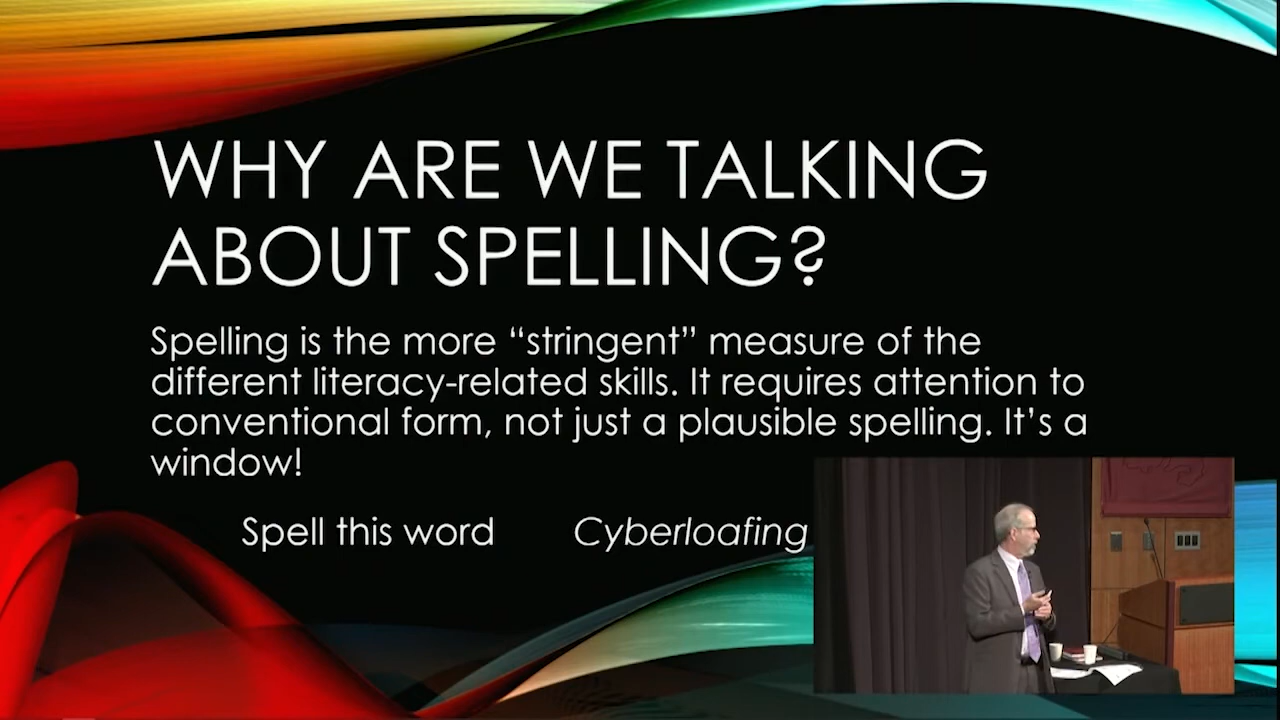 WHY ARE WE TALKING
ABOUT SPELLING?
Spelling is the more “stringent” measure of the
different literacy-related skills. It requires attention to
conventional form, not just a plausible spelling. It’s a
window!
Spell this word Cyberloafing